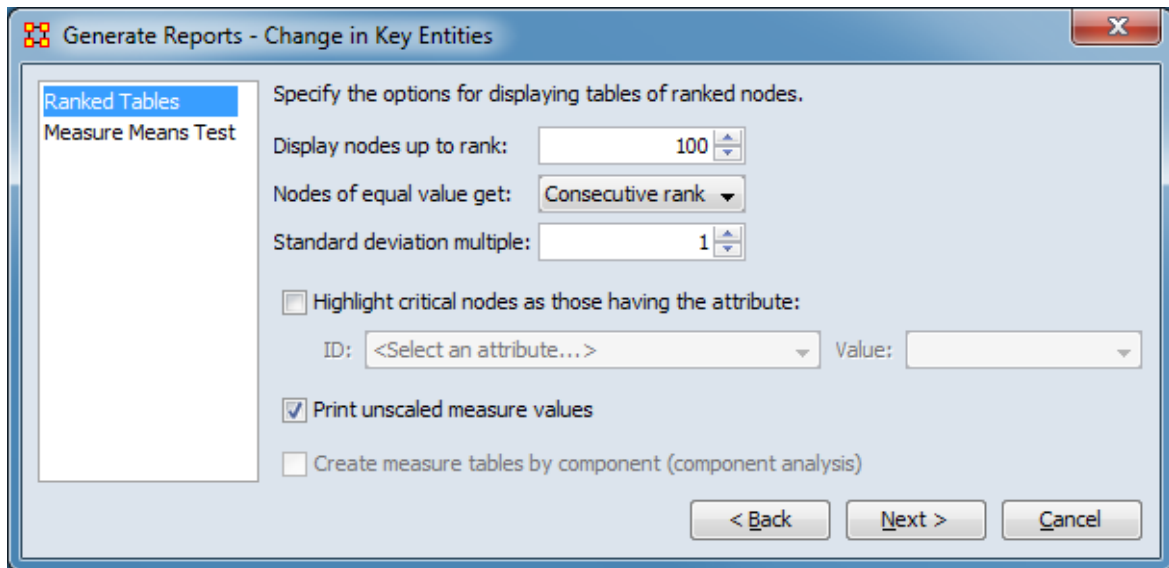 Generate Reports - Change in Key Entities
Ranked Tables
Measure Means Test
Specify the options for displaying tables of ranked nodes.
Display nodes up to rank: 100
Nodes of equal value get: Consecutive rank
Standard deviation multiple: 1
Highlight critical nodes as those having the attribute:
ID: <Select an attribute...> Value:
Print unscaled measure values
Create measure tables by component (component analysis)
< Back Next > Cancel